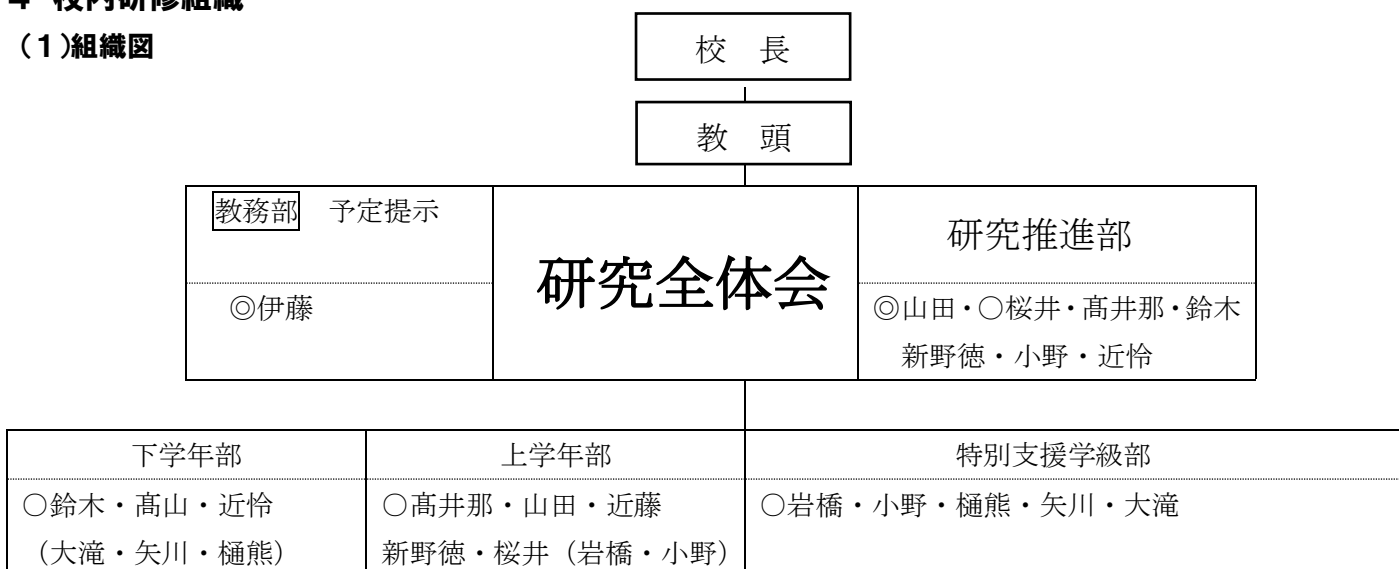 4 校内研修組織
(1)組織図
校 長
教 頭
教務部 予定提示
◎伊藤
研究全体会
研究推進部
◎山田・○桜井・髙井那・鈴木
新野徳・小野・近怜
下学年部
○鈴木・髙山・近怜
(大滝・矢川・樋熊)
上学年部
○髙井那・山田・近藤
新野徳・桜井(岩橋・小野)
特別支援学級部
○岩橋・小野・樋熊・矢川・大滝